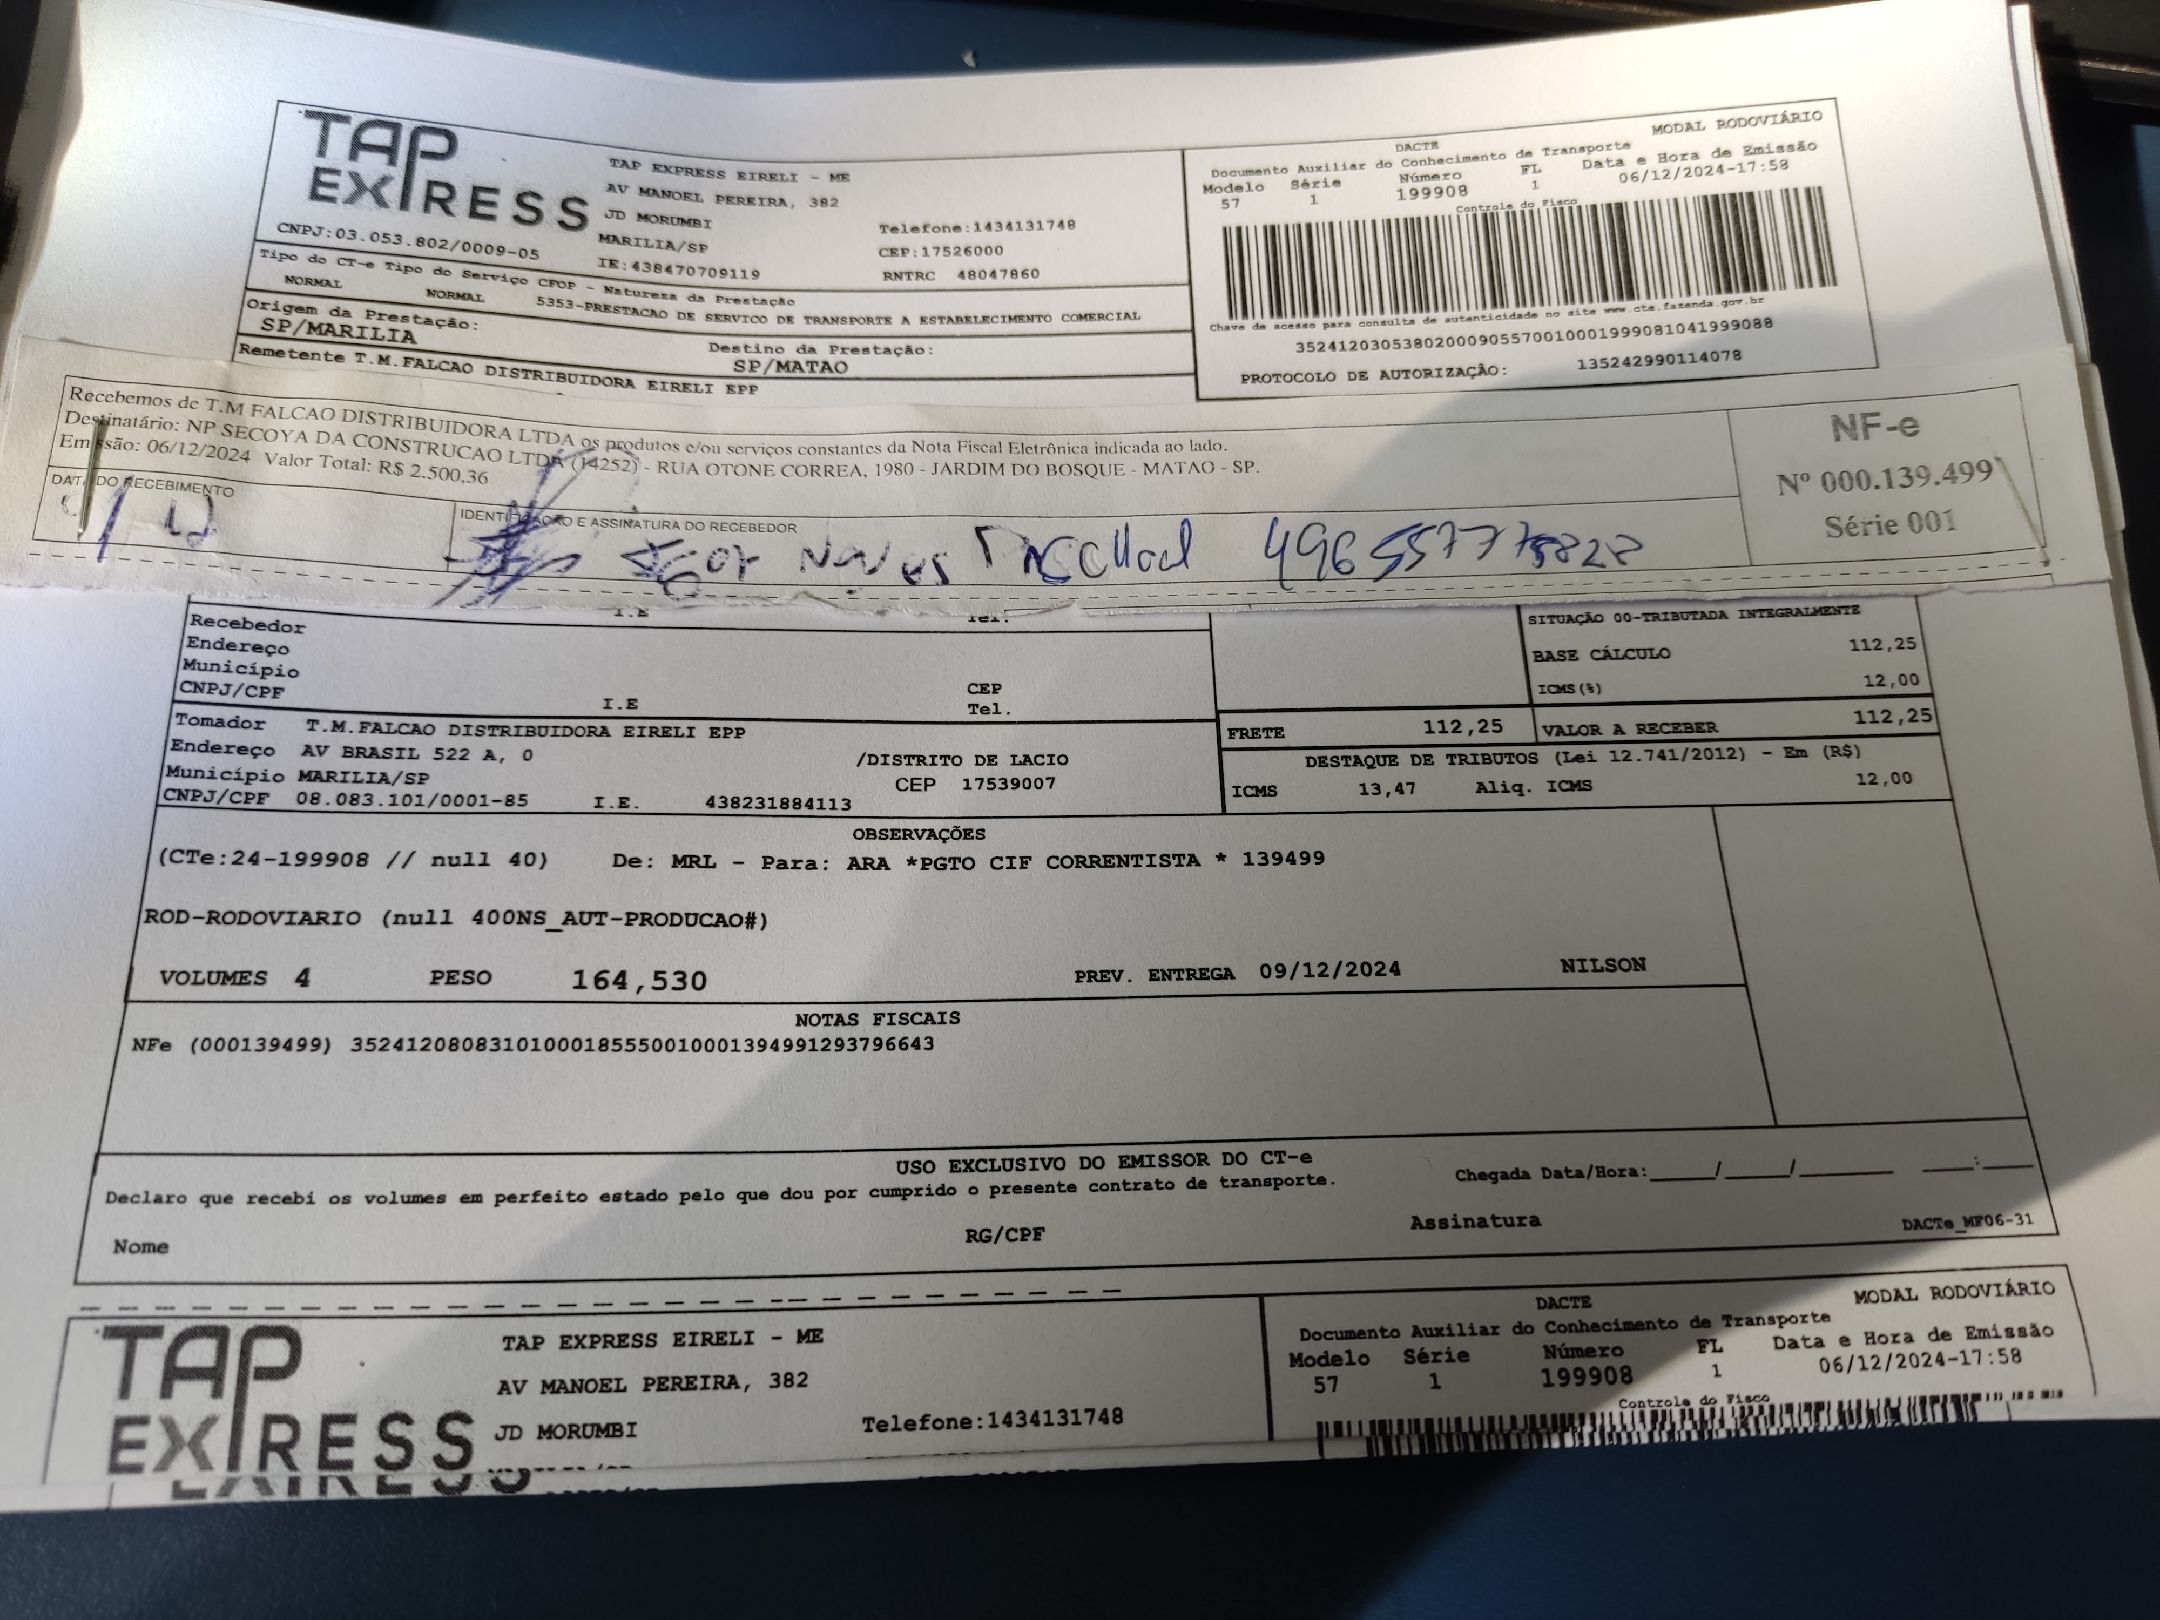 TAP
EXPRESS
TAP EXPRESS EIRELI - ME
AV MANOEL PEREIRA, 382
JD MORUMBI
MARILIA/SP
IE:438470709119
Telefone:1434131748
CEP:17526000
RNTRC 48047860
CNPJ:03.053.802/0009-05
Tipo do CT-e Tipo do Serviço CFOP - Natureza da Prestação
NORMAL NORMAL 5353-PRESTACAO DE SERVICO DE TRANSPORTE A ESTABELECIMENTO COMERCIAL
Origem da Prestação:
SP/MARILIA
Destino da Prestação:
SP/MATAO
Remetente T.M.FALCAO DISTRIBUIDORA EIRELI EPP
DACTE
MODAL RODOVIÁRIO
Documento Auxiliar do Conhecimento de Transporte
Modelo Série Número FL Data e Hora de Emissão
57 1 199908 1 06/12/2024-17:58
Controle do Fisco
Chave de acesso para consulta de autenticidade no site www.cte.fazenda.gov.br
35241203053802000905570010001999081041999088
PROTOCOLO DE AUTORIZAÇÃO: 135242990114078
Recebemos de T.M FALCAO DISTRIBUIDORA LTDA os produtos e/ou serviços constantes da Nota Fiscal Eletrônica indicada ao lado.
Destinatário: NP SECOYA DA CONSTRUCAO LTDA (14252) - RUA OTONE CORREA, 1980 - JARDIM DO BOSQUE - MATAO - SP.
Emissão: 06/12/2024 Valor Total: R$ 2.500,36
DATA DO RECEBIMENTO
IDENTIFICAÇÃO E ASSINATURA DO RECEBEDOR
NF-e
Nº 000.139.499
Série 001
I.E Tel.
Recebedor
Endereço
Município
CNPJ/CPF I.E
CEP
Tel.
SITUAÇÃO 00-TRIBUTADA INTEGRALMENTE
BASE CÁLCULO 112,25
ICMS(%) 12,00
Tomador T.M.FALCAO DISTRIBUIDORA EIRELI EPP
Endereço AV BRASIL 522 A, 0 /DISTRITO DE LACIO
Município MARILIA/SP CEP 17539007
CNPJ/CPF 08.083.101/0001-85 I.E. 438231884113
FRETE 112,25 VALOR A RECEBER 112,25
DESTAQUE DE TRIBUTOS (Lei 12.741/2012) - Em (R$)
ICMS 13,47 Aliq. ICMS 12,00
OBSERVAÇÕES
(CTe:24-199908 // null 40) De: MRL - Para: ARA *PGTO CIF CORRENTISTA * 139499
ROD-RODOVIARIO (null 400NS_AUT-PRODUCAO#)
VOLUMES 4 PESO 164,530 PREV. ENTREGA 09/12/2024 NILSON
NOTAS FISCAIS
NFe (000139499) 35241208083101000185550010001394991293796643
USO EXCLUSIVO DO EMISSOR DO CT-e
Declaro que recebi os volumes em perfeito estado pelo que dou por cumprido o presente contrato de transporte.
Chegada Data/Hora:_____/_____/_______ ____:____
Nome RG/CPF Assinatura DACTe_MF06-31
TAP
EXPRESS
TAP EXPRESS EIRELI - ME
AV MANOEL PEREIRA, 382
JD MORUMBI
Telefone:1434131748
DACTE
MODAL RODOVIÁRIO
Documento Auxiliar do Conhecimento de Transporte
Modelo Série Número FL Data e Hora de Emissão
57 1 199908 1 06/12/2024-17:58
Controle do Fisco